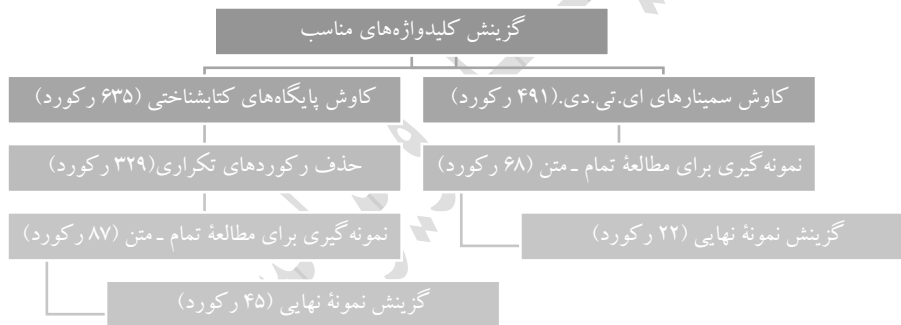 گزینش کلیدواژه‌های مناسب
کاوش سمینارهای ای.تی.دی.(۴۹۱ رکورد)
کاوش پایگاه‌های کتابشناختی (۶۳۵ رکورد)
نمونه‌گیری برای مطالعهٔ تمام ـ متن (۶۸ رکورد)
حذف رکوردهای تکراری(۳۲۹ رکورد)
گزینش نمونهٔ نهایی (۲۲ رکورد)
نمونه‌گیری برای مطالعهٔ تمام ـ متن (۸۷ رکورد)
گزینش نمونهٔ نهایی (۴۵ رکورد)